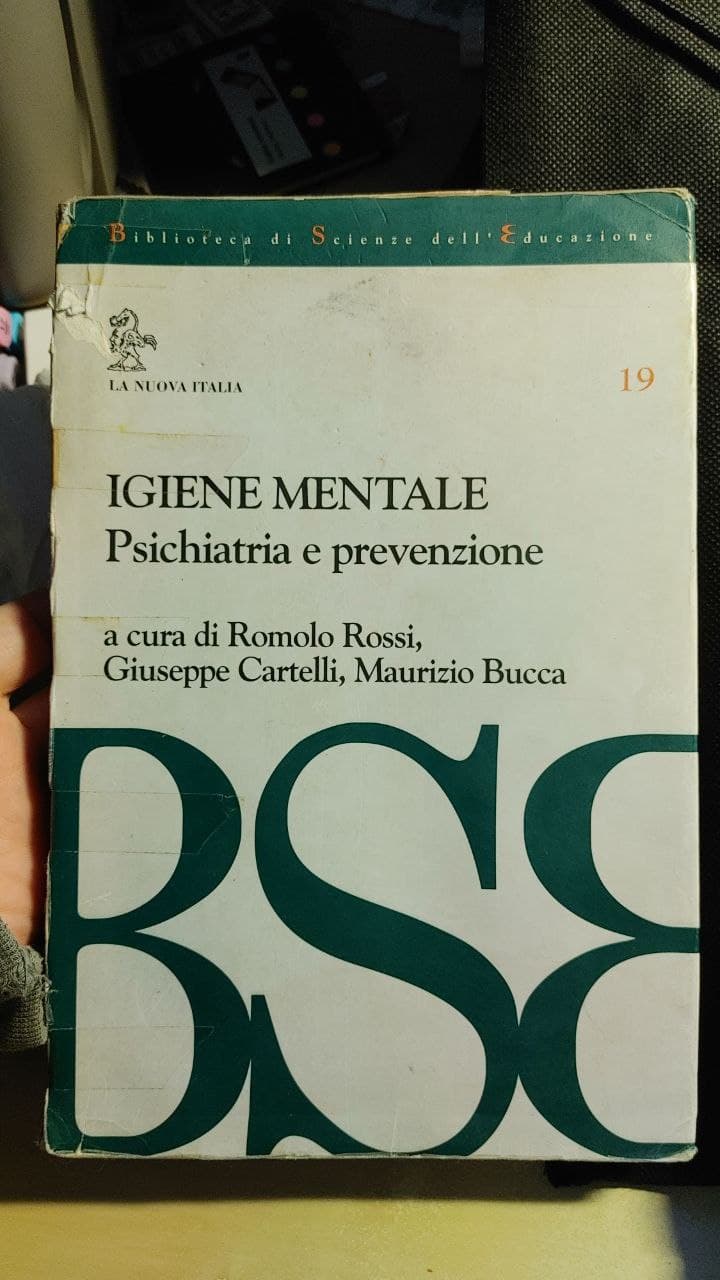 Biblioteca di Scienze dell'Educazione
LA NUOVA ITALIA
19
IGIENE MENTALE
Psichiatria e prevenzione
a cura di Romolo Rossi,
Giuseppe Cartelli, Maurizio Bucca
BSE